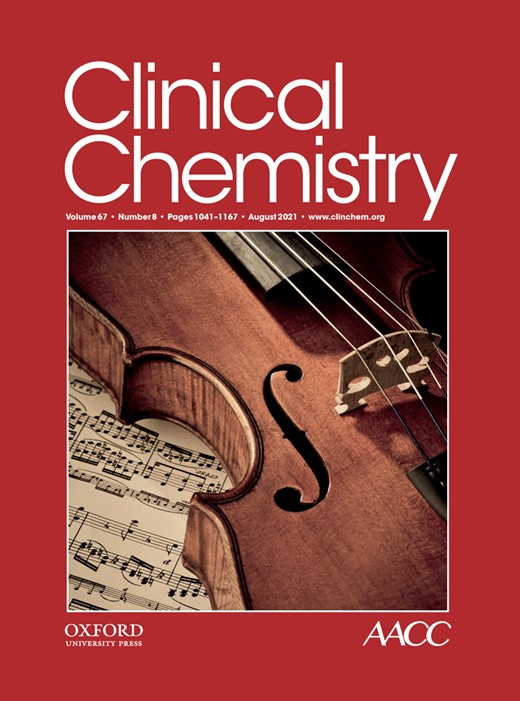 Clinical
Chemistry
Volume 67 • Number 8 • Pages 1041–1167 • August 2021 • www.clinchem.org
OXFORD
UNIVERSITY PRESS
AACC